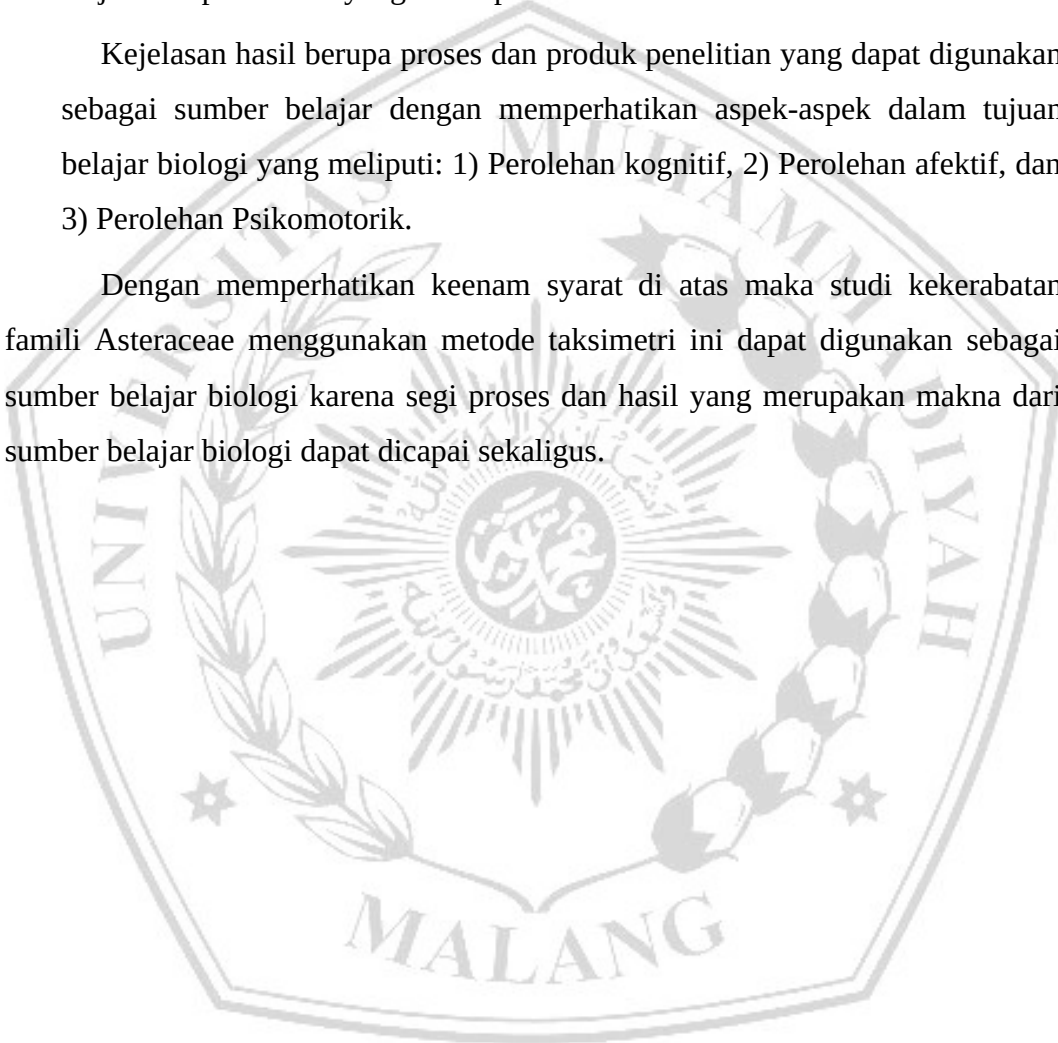 Kejelasan hasil berupa proses dan produk penelitian yang dapat digunakan
sebagai sumber belajar dengan memperhatikan aspek-aspek dalam tujuan
belajar biologi yang meliputi: 1) Perolehan kognitif, 2) Perolehan afektif, dan
3) Perolehan Psikomotorik.
Dengan memperhatikan keenam syarat di atas maka studi kekerabatan
famili Asteraceae menggunakan metode taksimetri ini dapat digunakan sebagai
sumber belajar biologi karena segi proses dan hasil yang merupakan makna dari
sumber belajar biologi dapat dicapai sekaligus.
UNIVERSITAS MUHAMMADIYAH
MALANG